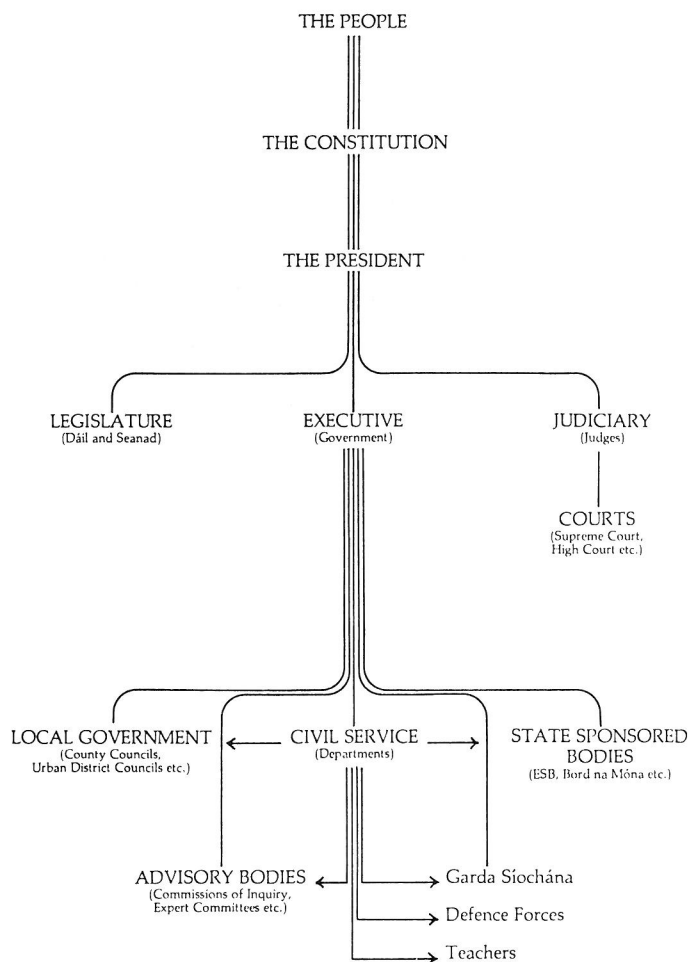 THE PEOPLE
THE CONSTITUTION
THE PRESIDENT
LEGISLATURE
(Dáil and Seanad)
EXECUTIVE
(Government)
JUDICIARY
(Judges)
COURTS
(Supreme Court,
High Court etc.)
LOCAL GOVERNMENT
(County Councils,
Urban District Councils etc.)
CIVIL SERVICE
(Departments)
STATE SPONSORED
BODIES
(ESB, Bord na Móna etc.)
ADVISORY BODIES
(Commissions of Inquiry,
Expert Committees etc.)
Garda Síochána
Defence Forces
Teachers